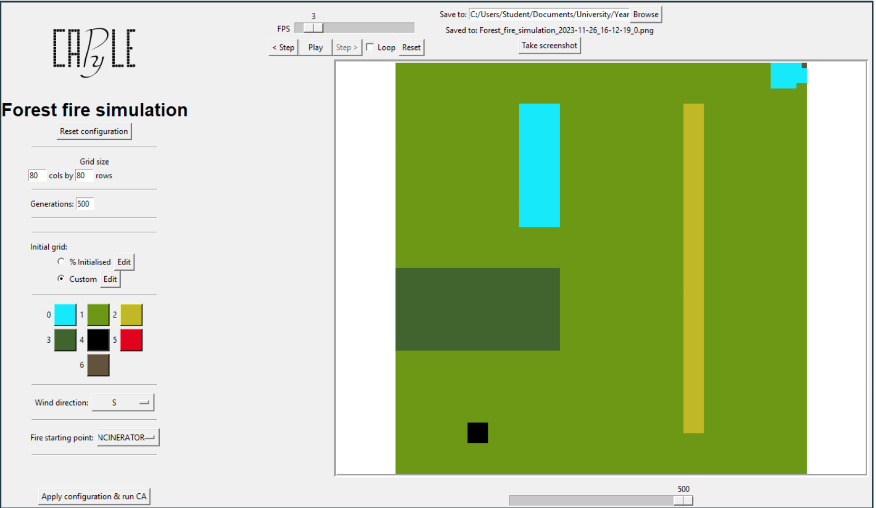 CAPyLE
Forest fire simulation
Reset configuration
Grid size
80 cols by 80 rows
Generations: 500
Initial grid:
% Initialised Edit
Custom Edit
0 1 2
3 4 5
6
Wind direction: S
Fire starting point: NCINERATOR
Apply configuration & run CA
3
FPS
< Step Play Step > Loop Reset
Save to: C:/Users/Student/Documents/University/Year Browse
Saved to: Forest_fire_simulation_2023-11-26_16-12-19_0.png
Take screenshot
500